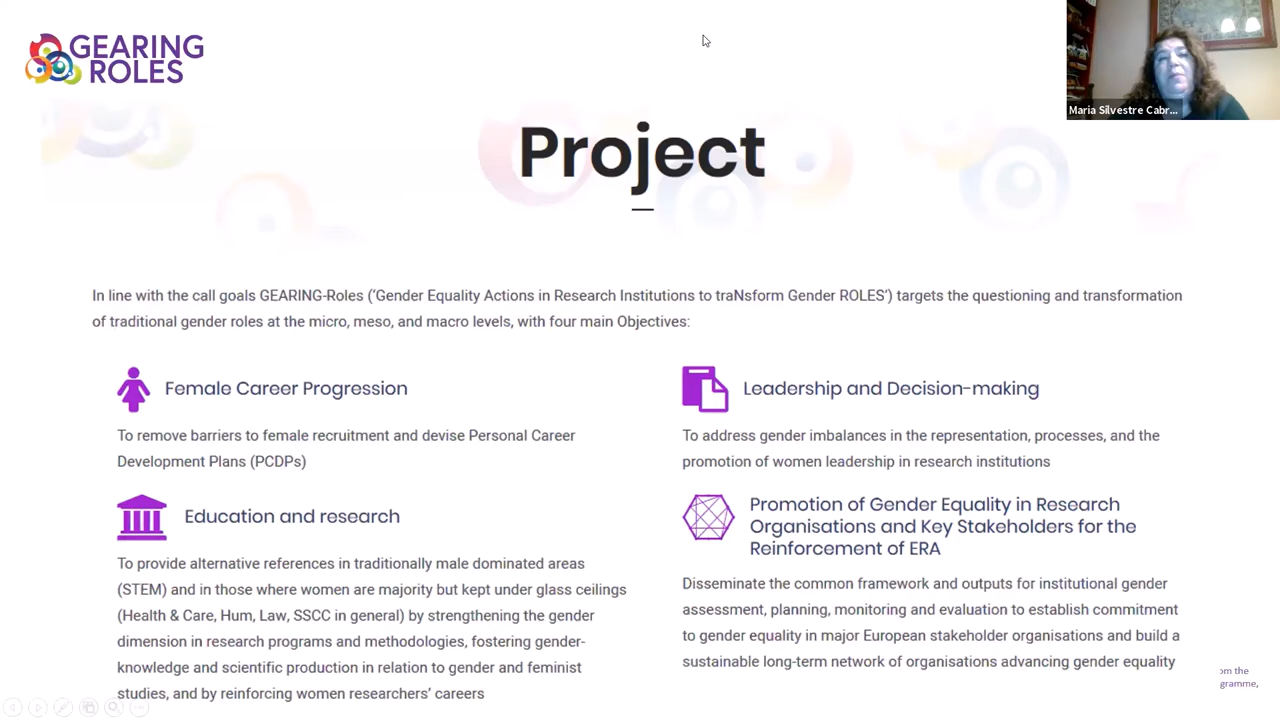 GEARING
ROLES
Maria Silvestre Cabr...
Project
In line with the call goals GEARING-Roles (‘Gender Equality Actions in Research Institutions to traNsform Gender ROLES’) targets the questioning and transformation
of traditional gender roles at the micro, meso, and macro levels, with four main Objectives:
Female Career Progression
To remove barriers to female recruitment and devise Personal Career
Development Plans (PCDPs)
Leadership and Decision-making
To address gender imbalances in the representation, processes, and the
promotion of women leadership in research institutions
Education and research
To provide alternative references in traditionally male dominated areas
(STEM) and in those where women are majority but kept under glass ceilings
(Health & Care, Hum, Law, SSCC in general) by strengthening the gender
dimension in research programs and methodologies, fostering gender-
knowledge and scientific production in relation to gender and feminist
studies, and by reinforcing women researchers’ careers
Promotion of Gender Equality in Research
Organisations and Key Stakeholders for the
Reinforcement of ERA
Disseminate the common framework and outputs for institutional gender
assessment, planning, monitoring and evaluation to establish commitment
to gender equality in major European stakeholder organisations and build a
sustainable long-term network of organisations advancing gender equality
om the
gramme,